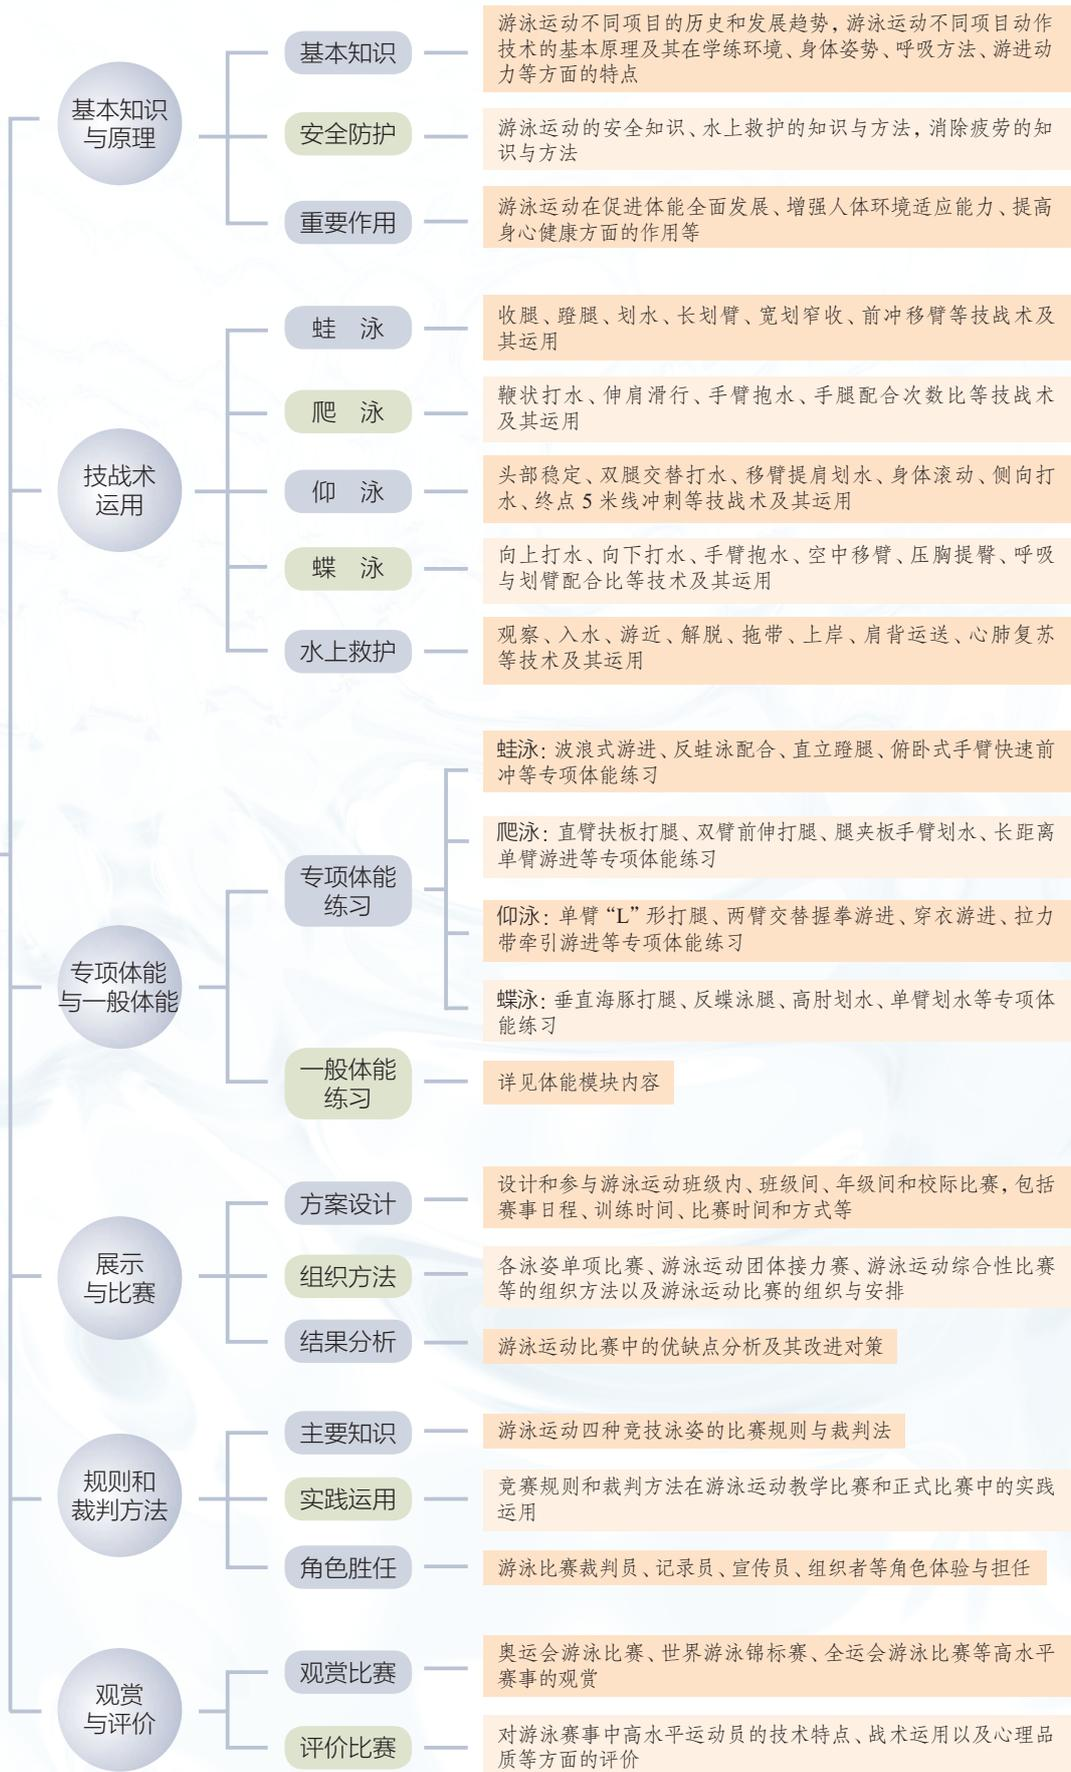 基本知识
与原理
基本知识
游泳运动不同项目的历史和发展趋势，游泳运动不同项目动作
技术的基本原理及其在学练环境、身体姿势、呼吸方法、游进动
力等方面的特点
安全防护
游泳运动的安全知识、水上救护的知识与方法，消除疲劳的知
识与方法
重要作用
游泳运动在促进体能全面发展、增强人体环境适应能力、提高
身心健康方面的作用等
技战术
运用
蛙 泳
收腿、蹬腿、划水、长划臂、宽划窄收、前冲移臂等技战术及
其运用
爬 泳
鞭状打水、伸肩滑行、手臂抱水、手腿配合次数比等技战术
及其运用
仰 泳
头部稳定、双腿交替打水、移臂提肩划水、身体滚动、侧向打
水、终点 5 米线冲刺等技战术及其运用
蝶 泳
向上打水、向下打水、手臂抱水、空中移臂、压胸提臀、呼吸
与划臂配合比等技术及其运用
水上救护
观察、入水、游近、解脱、拖带、上岸、肩背运送、心肺复苏
等技术及其运用
专项体能
与一般体能
专项体能
练习
蛙泳：波浪式游进、反蛙泳配合、直立蹬腿、俯卧式手臂快速前
冲等专项体能练习
爬泳：直臂扶板打腿、双臂前伸打腿、腿夹板手臂划水、长距离
单臂游进等专项体能练习
仰泳：单臂“L”形打腿、两臂交替握拳游进、穿衣游进、拉力
带牵引游进等专项体能练习
蝶泳：垂直海豚打腿、反蝶泳腿、高肘划水、单臂划水等专项体
能练习
一般体能
练习
详见体能模块内容
展示
与比赛
方案设计
设计和参与游泳运动班级内、班级间、年级间和校际比赛，包括
赛事日程、训练时间、比赛时间和方式等
组织方法
各泳姿单项比赛、游泳运动团体接力赛、游泳运动综合性比赛
等的组织方法以及游泳运动比赛的组织与安排
结果分析
游泳运动比赛中的优缺点分析及其改进对策
规则和
裁判方法
主要知识
游泳运动四种竞技泳姿的比赛规则与裁判法
实践运用
竞赛规则和裁判方法在游泳运动教学比赛和正式比赛中的实践
运用
角色胜任
游泳比赛裁判员、记录员、宣传员、组织者等角色体验与担任
观赏
与评价
观赏比赛
奥运会游泳比赛、世界游泳锦标赛、全运会游泳比赛等高水平
赛事的观赏
评价比赛
对游泳赛事中高水平运动员的技术特点、战术运用以及心理品
质等方面的评价